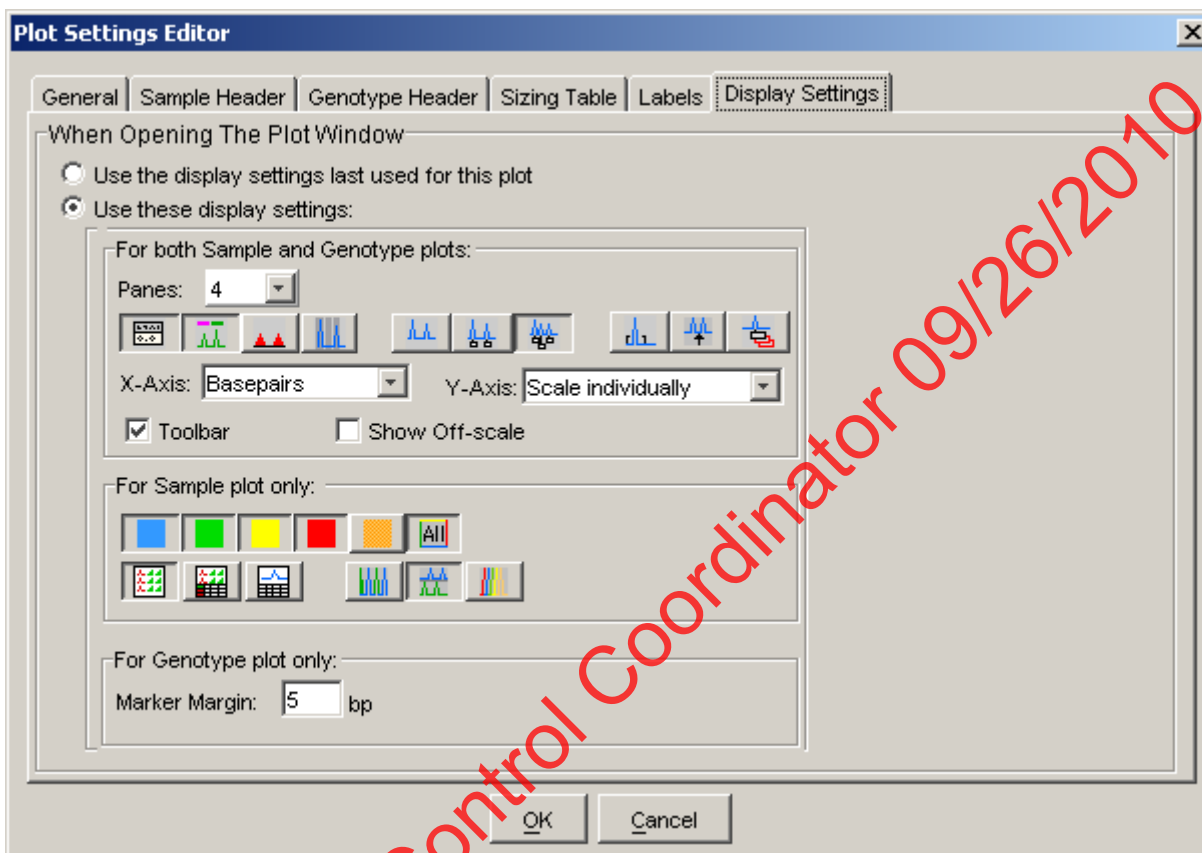 Plot Settings Editor
General Sample Header Genotype Header Sizing Table Labels Display Settings
When Opening The Plot Window
Use the display settings last used for this plot
Use these display settings:
For both Sample and Genotype plots:
Panes: 4
X-Axis: Basepairs Y-Axis: Scale individually
Toolbar Show Off-scale
For Sample plot only:
All
For Genotype plot only:
Marker Margin: 5 bp
OK Cancel
Control Coordinator 09/26/2010